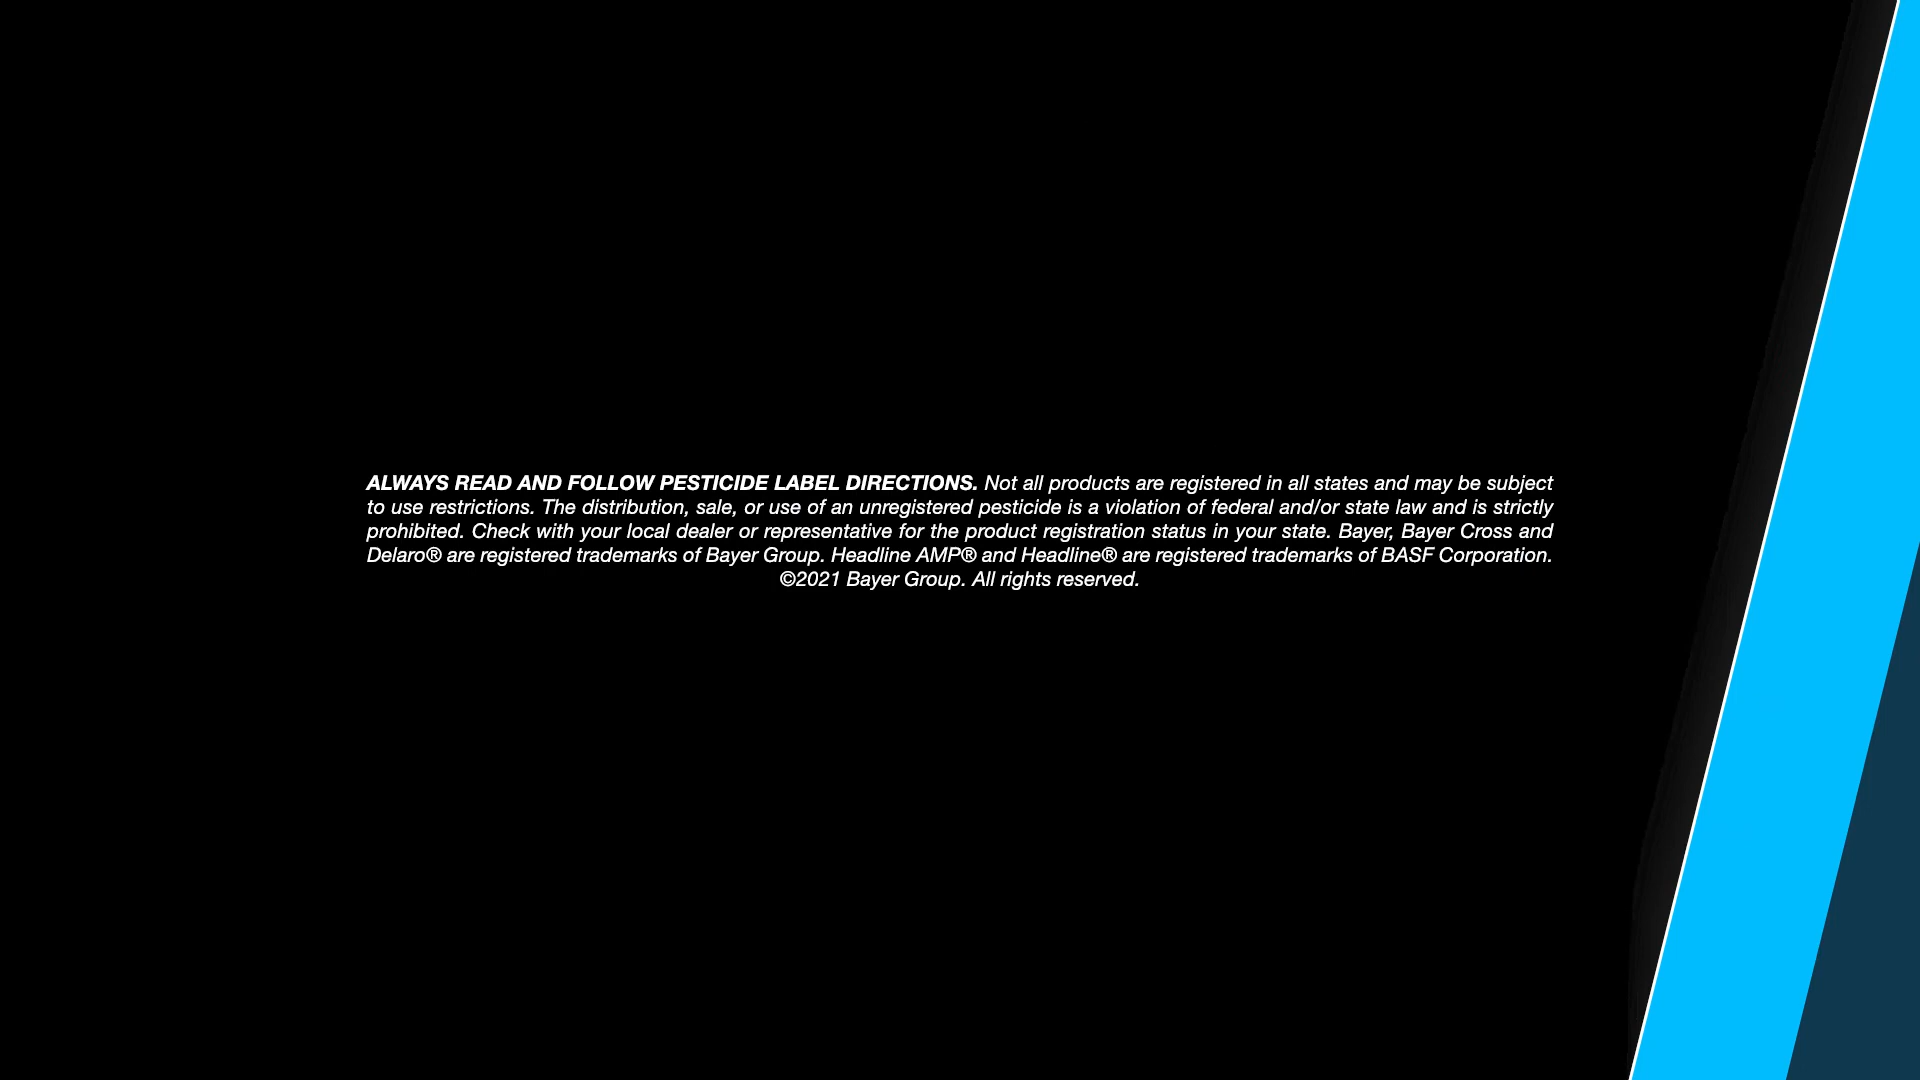 ALWAYS READ AND FOLLOW PESTICIDE LABEL DIRECTIONS. Not all products are registered in all states and may be subject
to use restrictions. The distribution, sale, or use of an unregistered pesticide is a violation of federal and/or state law and is strictly
prohibited. Check with your local dealer or representative for the product registration status in your state. Bayer, Bayer Cross and
Delaro® are registered trademarks of Bayer Group. Headline AMP® and Headline® are registered trademarks of BASF Corporation.
©2021 Bayer Group. All rights reserved.